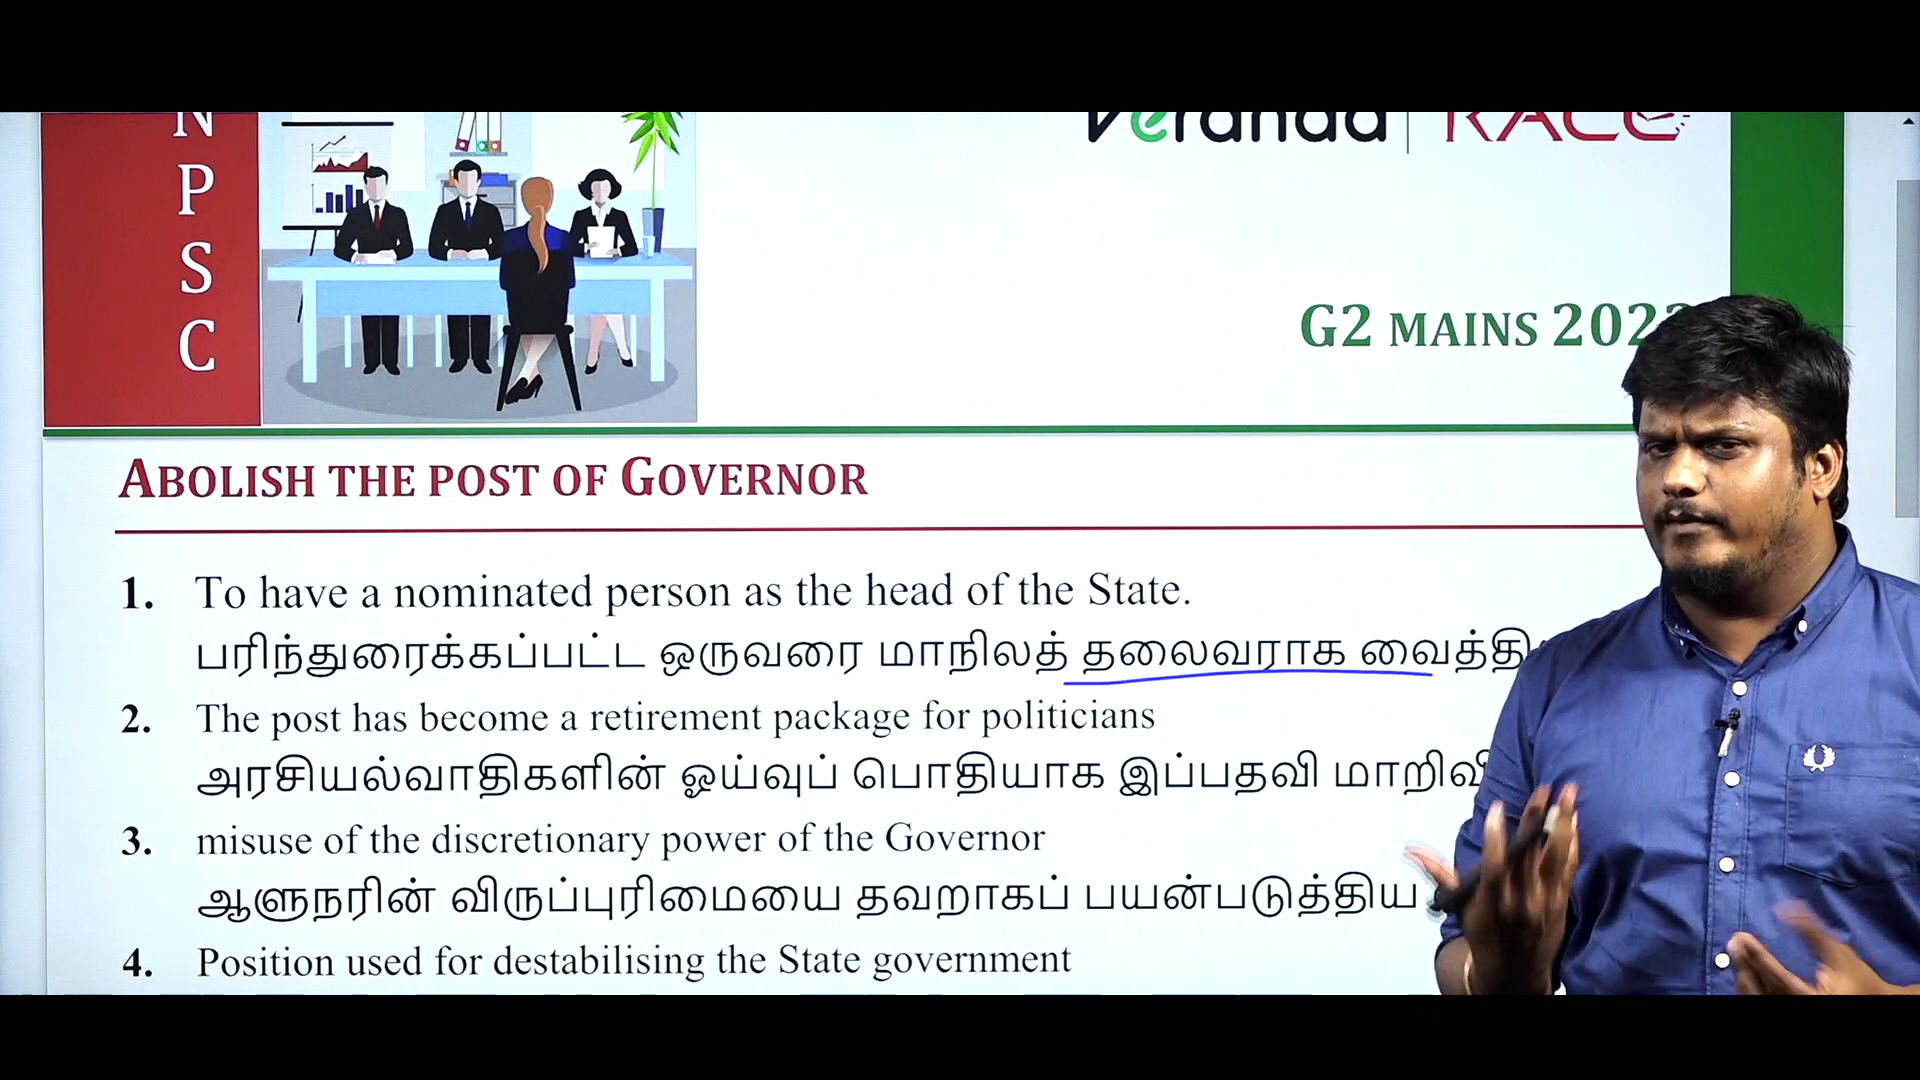 N
P
S
C
Veranda RACE
G2 MAINS 202
ABOLISH THE POST OF GOVERNOR
1. To have a nominated person as the head of the State.
பரிந்துரைக்கப்பட்ட ஒருவரை மாநிலத் தலைவராக
2. The post has become a retirement package for politicians
அரசியல்வாதிகளின் ஓய்வுப் பொதியாக இப்பதவி
3. misuse of the discretionary power of the Governor
ஆளுநரின் விருப்புரிமையை தவறாகப் பயன்படுத்திய
4. Position used for destabilising the State government